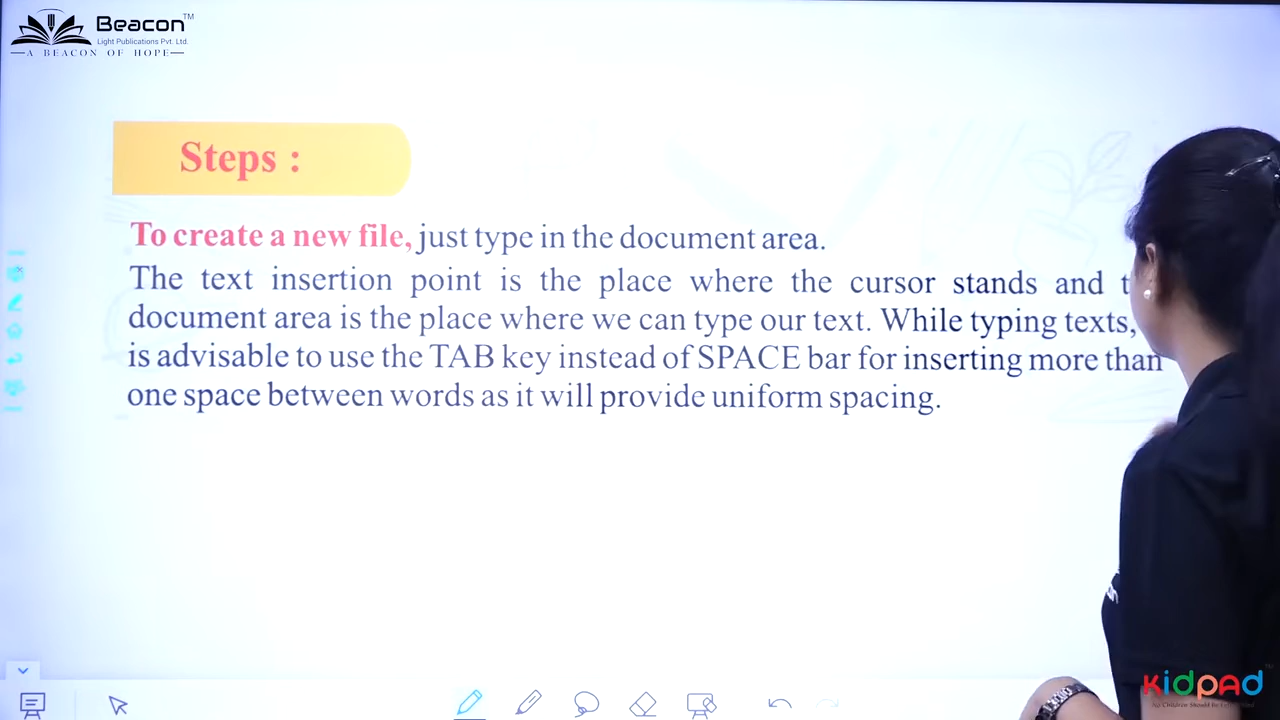 Beacon™
Light Publications Pvt. Ltd.
A BEACON OF HOPE
Steps :
To create a new file, just type in the document area.
The text insertion point is the place where the cursor stands and
document area is the place where we can type our text. While typing texts,
is advisable to use the TAB key instead of SPACE bar for inserting more than
one space between words as it will provide uniform spacing.
kidpad